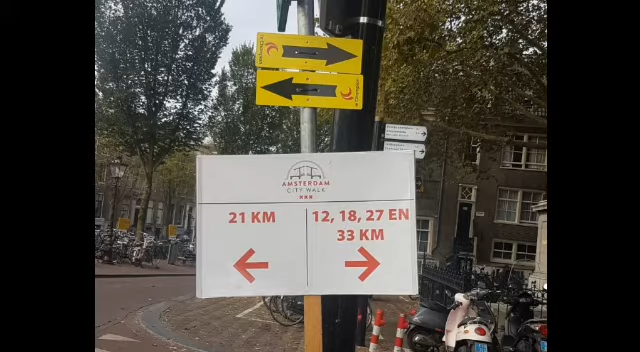 AMSTERDAM
CITY WALK
21 KM
12, 18, 27 EN
33 KM